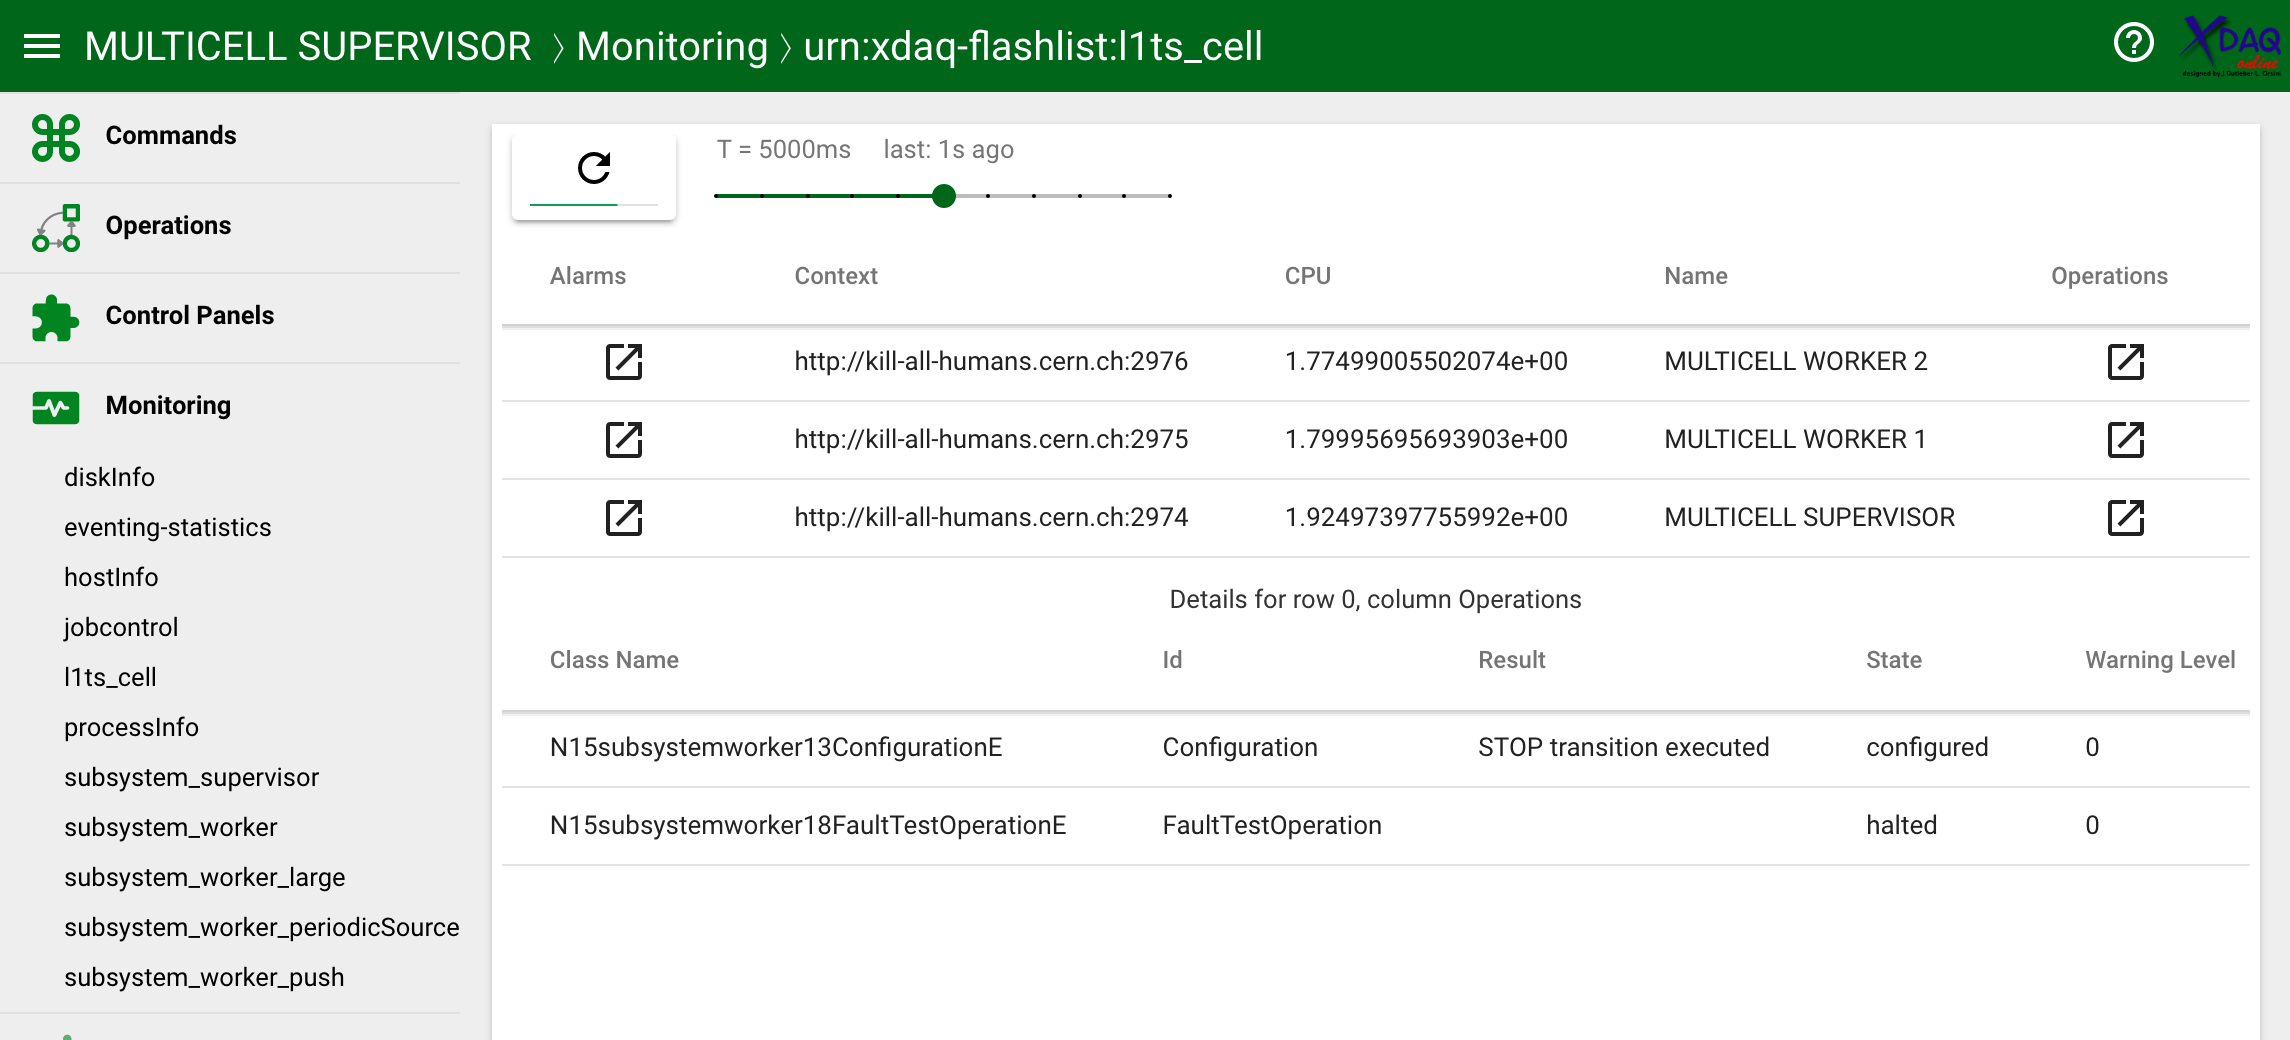 MULTICELL SUPERVISOR 〉Monitoring 〉urn:xdaq-flashlist:l1ts_cell
XDAQ
online
designed by J. Gutleber L. Orsini
Commands
Operations
Control Panels
Monitoring
diskInfo
eventing-statistics
hostInfo
jobcontrol
l1ts_cell
processInfo
subsystem_supervisor
subsystem_worker
subsystem_worker_large
subsystem_worker_periodicSource
subsystem_worker_push
T = 5000ms last: 1s ago
Alarms Context CPU Name Operations
http://kill-all-humans.cern.ch:2976 1.77499005502074e+00 MULTICELL WORKER 2
http://kill-all-humans.cern.ch:2975 1.79995695693903e+00 MULTICELL WORKER 1
http://kill-all-humans.cern.ch:2974 1.92497397755992e+00 MULTICELL SUPERVISOR
Details for row 0, column Operations
Class Name Id Result State Warning Level
N15subsystemworker13ConfigurationE Configuration STOP transition executed configured 0
N15subsystemworker18FaultTestOperationE FaultTestOperation halted 0